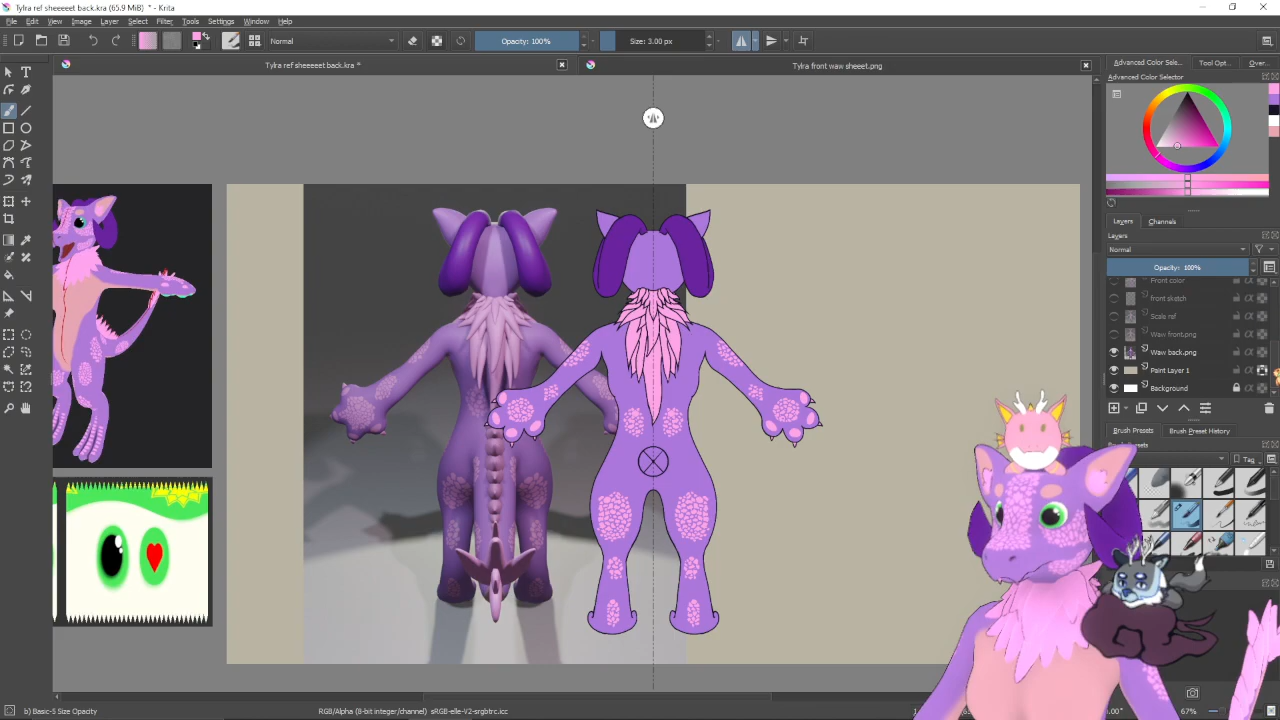 Tylra ref sheeeeet back.kra (65.9 MiB) * - Krita
File Edit View Image Layer Select Filter Tools Settings Window Help
Normal
Opacity: 100%
Size: 3.00 px
Tylra ref sheeeeet back.kra *
Tylra front waw sheeet.png
Advanced Color Sele...
Tool Opt...
Over...
Advanced Color Selector
Layers
Channels
Layers
Normal
Opacity: 100%
Front color
front sketch
Scale ref
Waw front.png
Waw back.png
Paint Layer 1
Background
Brush Presets
Brush Preset History
Tag
b) Basic-5 Size Opacity
RGB/Alpha (8-bit integer/channel) sRGB-elle-V2-srgbtrc.icc
67%